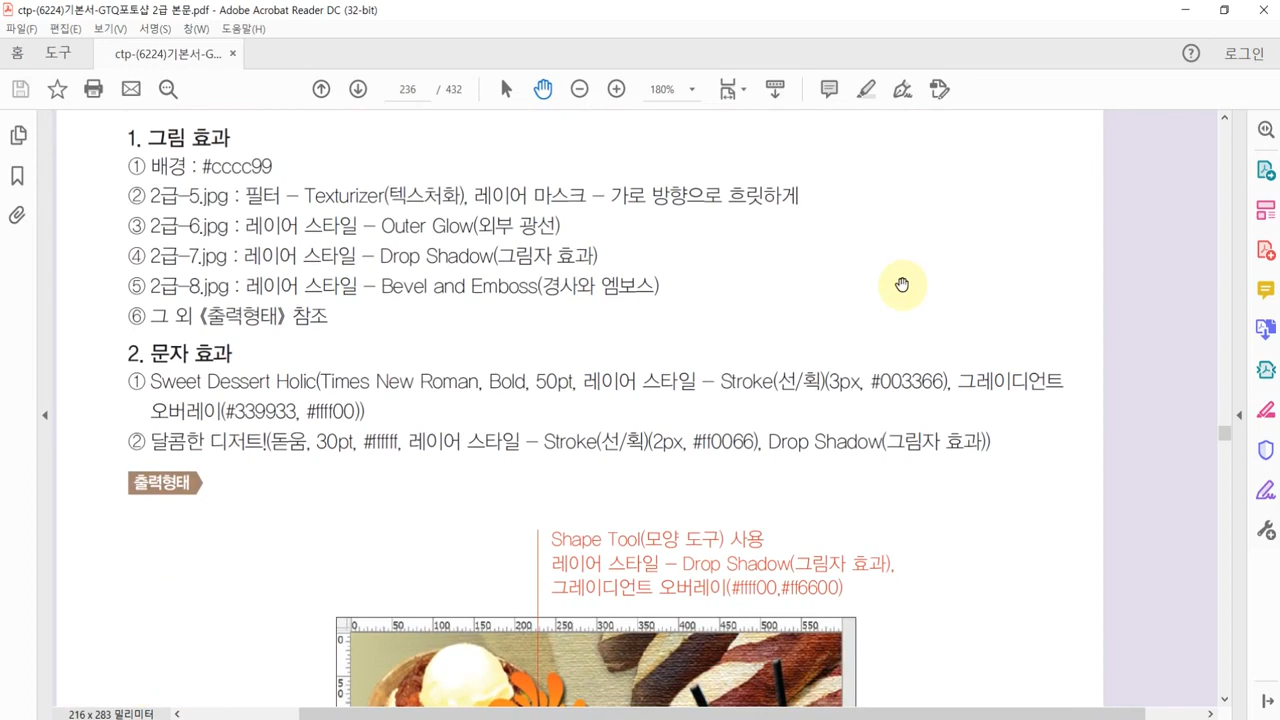 ctp-(6224)기본서-GTQ포토샵 2급 본문.pdf - Adobe Acrobat Reader DC (32-bit)
파일(F) 편집(E) 보기(V) 서명(S) 창(W) 도움말(H)
홈 도구 ctp-(6224)기본서-G... × 로그인
236 / 432 180%
1. 그림 효과
① 배경 : #cccc99
② 2급-5.jpg : 필터 - Texturizer(텍스처화), 레이어 마스크 - 가로 방향으로 흐릿하게
③ 2급-6.jpg : 레이어 스타일 - Outer Glow(외부 광선)
④ 2급-7.jpg : 레이어 스타일 - Drop Shadow(그림자 효과)
⑤ 2급-8.jpg : 레이어 스타일 - Bevel and Emboss(경사와 엠보스)
⑥ 그 외 《출력형태》 참조
2. 문자 효과
① Sweet Dessert Holic(Times New Roman, Bold, 50pt, 레이어 스타일 - Stroke(선/획)(3px, #003366), 그레이디언트
오버레이(#339933, #ffff00))
② 달콤한 디저트!(돋움, 30pt, #ffffff, 레이어 스타일 - Stroke(선/획)(2px, #ff0066), Drop Shadow(그림자 효과))
출력형태
Shape Tool(모양 도구) 사용
레이어 스타일 - Drop Shadow(그림자 효과),
그레이디언트 오버레이(#ffff00,#ff6600)
0 50 100 150 200 250 300 350 400 450 500 550
0
5
0
216 x 283 밀리미터